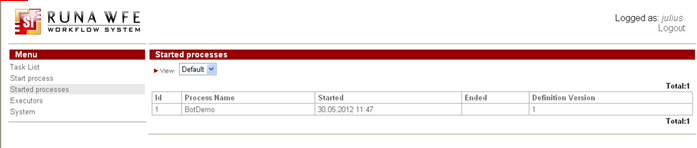 RUNA WFE
WORKFLOW SYSTEM
Logged as: julius
Logout
Menu
Task List
Start process
Started processes
Executors
System
Started processes
View Default
Total:1
Id Process Name Started Ended Definition Version
1 BotDemo 30.05.2012 11:47 1
Total:1